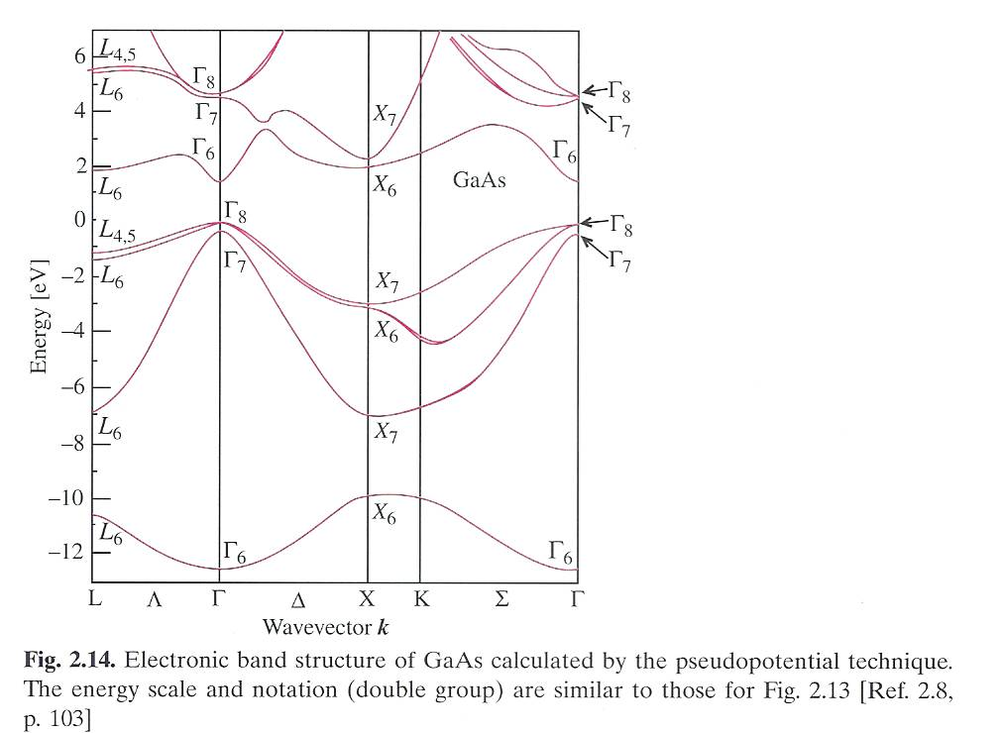 6
4
2
0
−2
−4
−6
−8
−10
−12
Energy [eV]
L4,5
L6
L6
L4,5
L6
L6
L6
Γ8
Γ7
Γ6
Γ8
Γ7
Γ6
X7
X6
X7
X6
X7
X6
GaAs
Γ8
Γ7
Γ6
Γ8
Γ7
Γ6
L Λ Γ Δ X K Σ Γ
Wavevector k
Fig. 2.14. Electronic band structure of GaAs calculated by the pseudopotential technique.
The energy scale and notation (double group) are similar to those for Fig. 2.13 [Ref. 2.8,
p. 103]